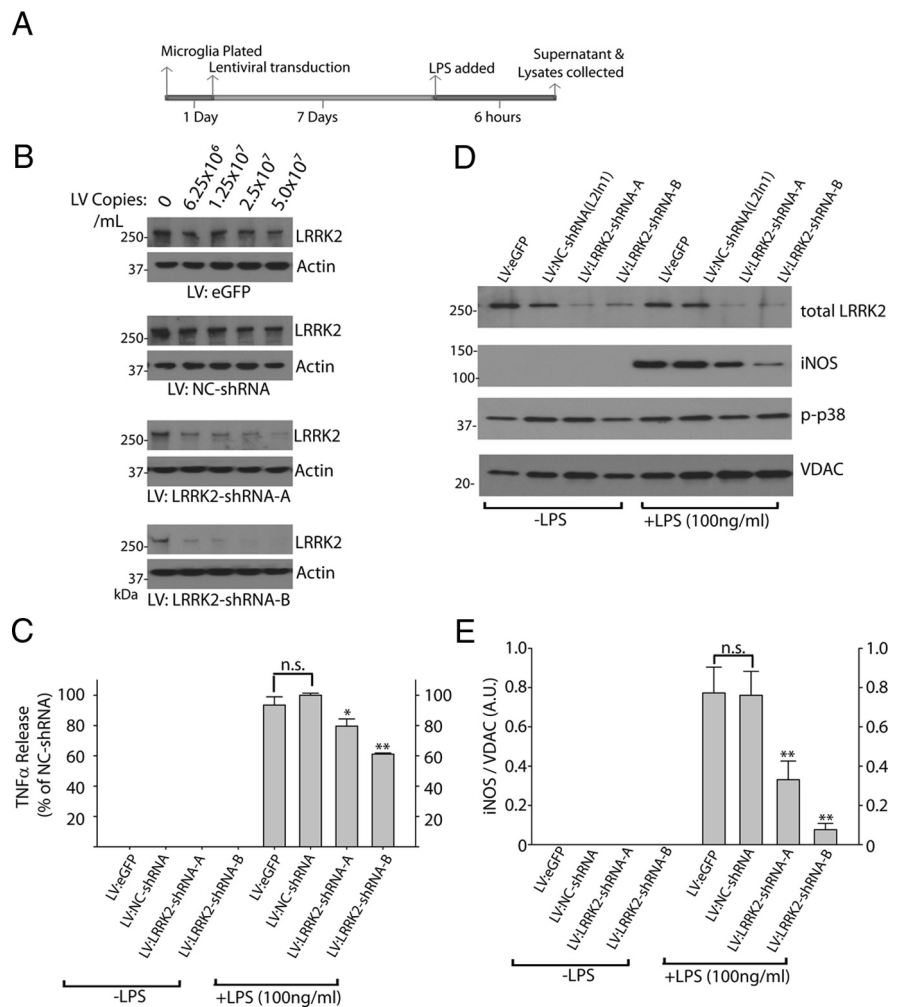 A
Microglia Plated
Lentiviral transduction
LPS added
Supernatant &
Lysates collected
1 Day
7 Days
6 hours
B
LV Copies:
/mL
0
6.25x10⁶
1.25x10⁷
2.5x10⁷
5.0x10⁷
250-
LRRK2
37-
Actin
LV: eGFP
250-
LRRK2
37-
Actin
LV: NC-shRNA
250-
LRRK2
37-
Actin
LV: LRRK2-shRNA-A
250-
LRRK2
37-
Actin
kDa
LV: LRRK2-shRNA-B
D
LV:eGFP
LV:NC-shRNA(L2ln1)
LV:LRRK2-shRNA-A
LV:LRRK2-shRNA-B
LV:eGFP
LV:NC-shRNA(L2ln1)
LV:LRRK2-shRNA-A
LV:LRRK2-shRNA-B
250-
total LRRK2
150-
100-
iNOS
37-
p-p38
20-
VDAC
-LPS
+LPS (100ng/ml)
C
TNFα Release
(% of NC-shRNA)
100
80
60
40
20
n.s.
*
**
100
80
60
40
20
LV:eGFP
LV:NC-shRNA
LV:LRRK2-shRNA-A
LV:LRRK2-shRNA-B
LV:eGFP
LV:NC-shRNA
LV:LRRK2-shRNA-A
LV:LRRK2-shRNA-B
-LPS
+LPS (100ng/ml)
E
iNOS / VDAC (A.U.)
1.0
0.8
0.6
0.4
0.2
0
n.s.
**
**
1.0
0.8
0.6
0.4
0.2
0
LV:eGFP
LV:NC-shRNA
LV:LRRK2-shRNA-A
LV:LRRK2-shRNA-B
LV:eGFP
LV:NC-shRNA
LV:LRRK2-shRNA-A
LV:LRRK2-shRNA-B
-LPS
+LPS (100ng/ml)